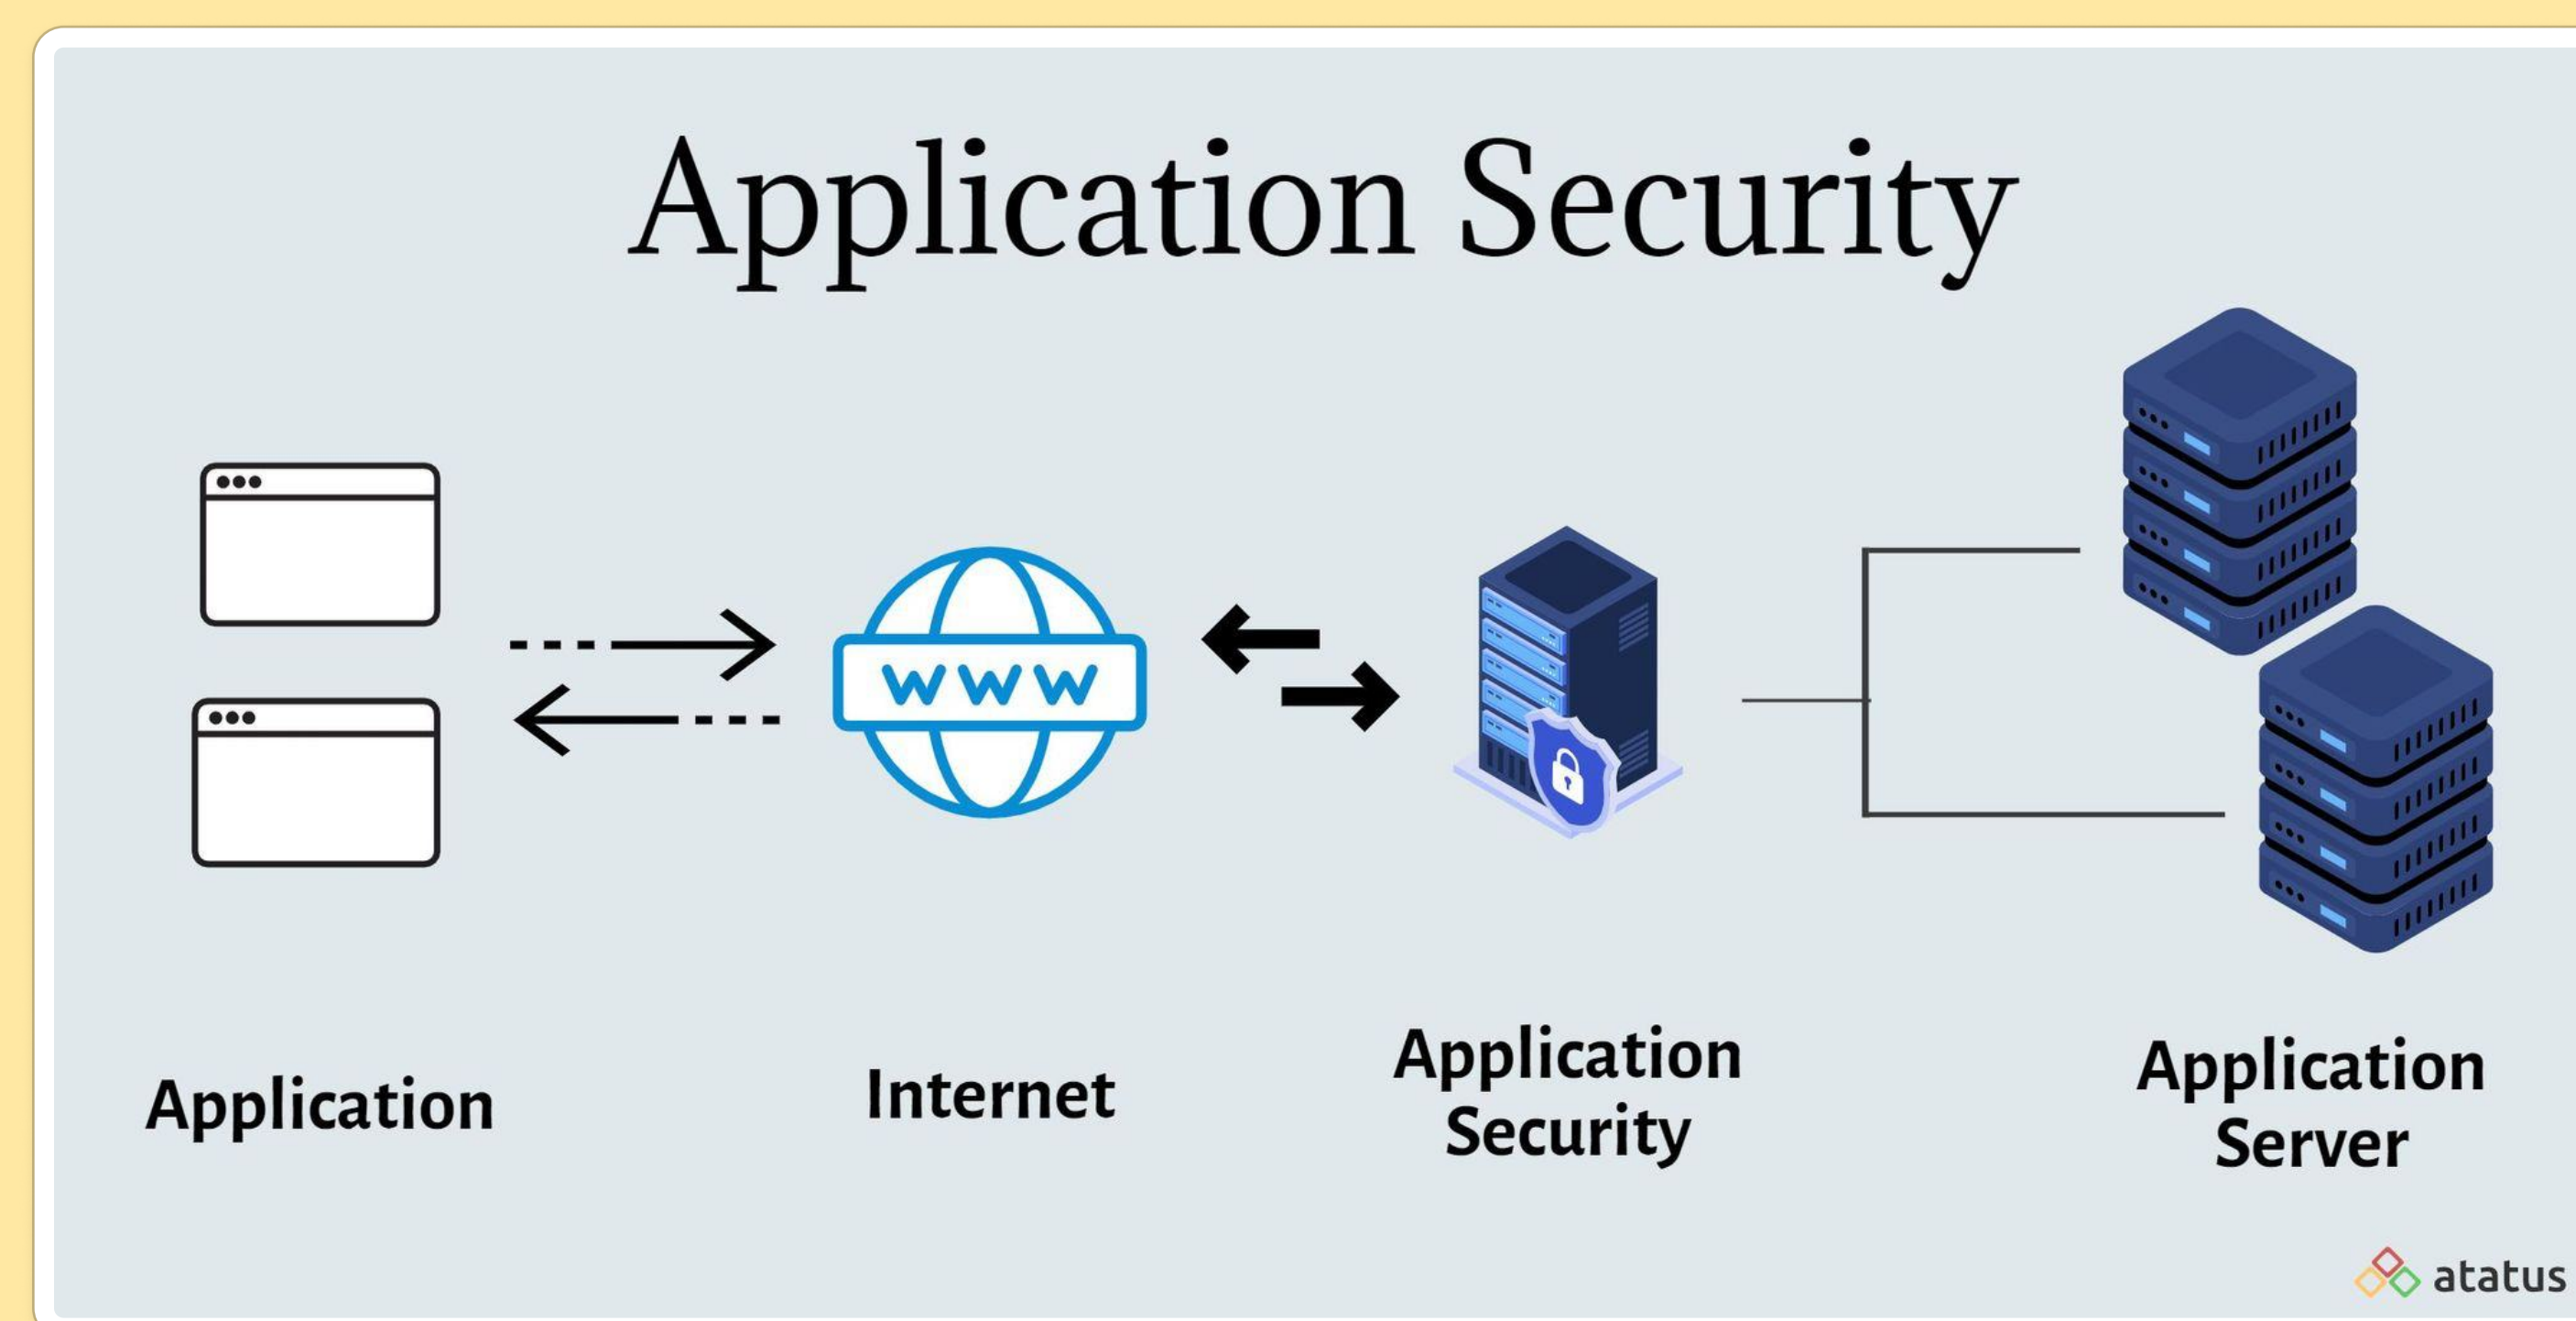 Application Security
WWW
Application
Internet
Application
Security
Application
Server
atatus